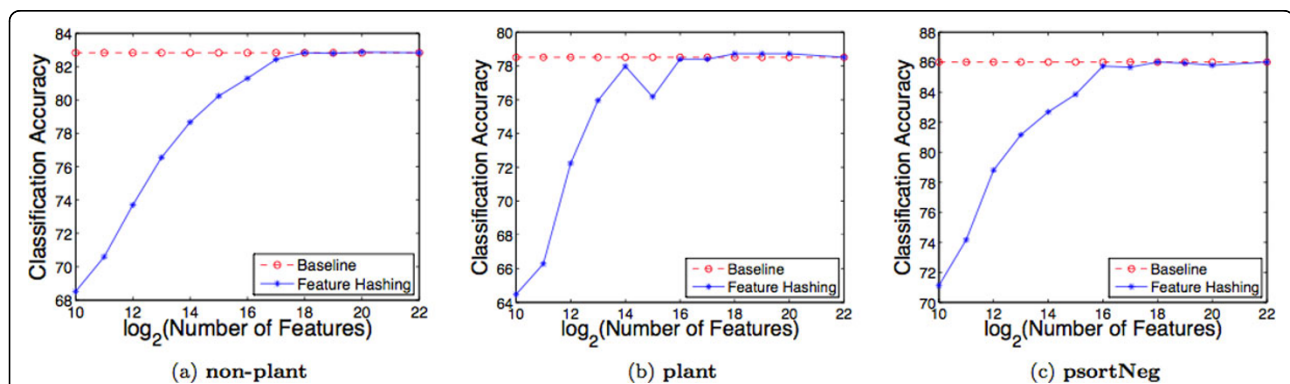 84
82
80
78
76
74
72
70
68
Classification Accuracy
Baseline
Feature Hashing
10 12 14 16 18 20 22
log2(Number of Features)
(a) non-plant
80
78
76
74
72
70
68
66
64
Classification Accuracy
Baseline
Feature Hashing
10 12 14 16 18 20 22
log2(Number of Features)
(b) plant
88
86
84
82
80
78
76
74
72
70
Classification Accuracy
Baseline
Feature Hashing
10 12 14 16 18 20 22
log2(Number of Features)
(c) psortNeg